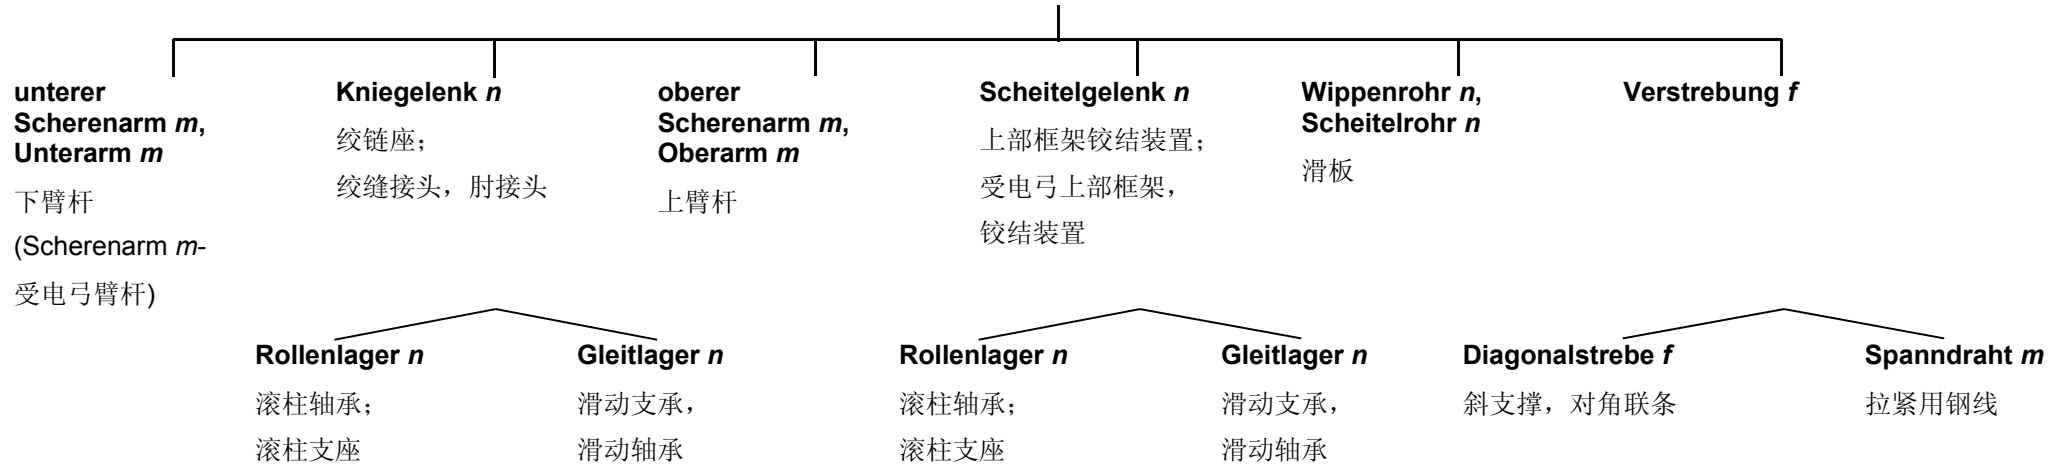 unterer
Scherenarm m,
Unterarm m
下臂杆
(Scherenarm m-
受电弓臂杆)
Kniegelenk n
绞链座；
绞缝接头，肘接头
oberer
Scherenarm m,
Oberarm m
上臂杆
Scheitelgelenk n
上部框架铰结装置；
受电弓上部框架，
铰结装置
Wippenrohr n,
Scheitelrohr n
滑板
Verstrebung f
Rollenlager n
滚柱轴承；
滚柱支座
Gleitlager n
滑动支承，
滑动轴承
Rollenlager n
滚柱轴承；
滚柱支座
Gleitlager n
滑动支承，
滑动轴承
Diagonalstrebe f
斜支撑，对角联条
Spanndraht m
拉紧用钢线